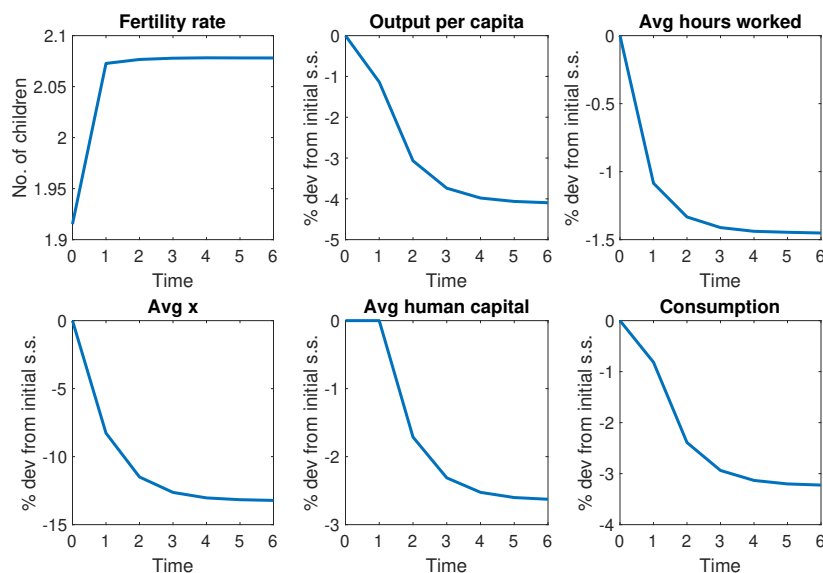 Fertility rate
2.1
2.05
2
1.95
1.9
No. of children
0 1 2 3 4 5 6
Time
Output per capita
0
-1
-2
-3
-4
-5
% dev from initial s.s.
0 1 2 3 4 5 6
Time
Avg hours worked
0
-0.5
-1
-1.5
% dev from initial s.s.
0 1 2 3 4 5 6
Time
Avg x
0
-5
-10
-15
% dev from initial s.s.
0 1 2 3 4 5 6
Time
Avg human capital
0
-1
-2
-3
% dev from initial s.s.
0 1 2 3 4 5 6
Time
Consumption
0
-1
-2
-3
-4
% dev from initial s.s.
0 1 2 3 4 5 6
Time